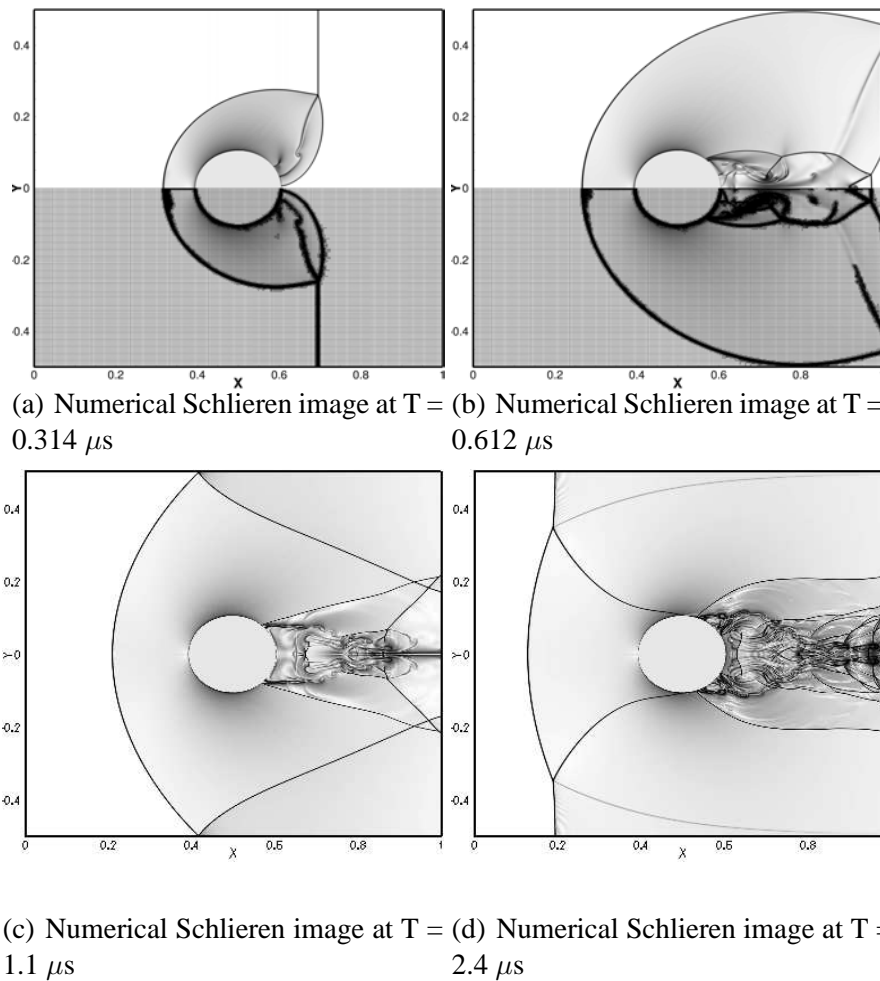 0.4 0.4
0.2 0.2
Y 0 Y 0
-0.2 -0.2
-0.4 -0.4
0 0.2 0.4 0.6 0.8 1 0 0.2 0.4 0.6 0.8
X X
(a) Numerical Schlieren image at T = (b) Numerical Schlieren image at T =
0.314 μs 0.612 μs
0.4 0.4
0.2 0.2
Y 0 Y 0
-0.2 -0.2
-0.4 -0.4
0 0.2 0.4 0.6 0.8 1 0 0.2 0.4 0.6 0.8
X X
(c) Numerical Schlieren image at T = (d) Numerical Schlieren image at T =
1.1 μs 2.4 μs